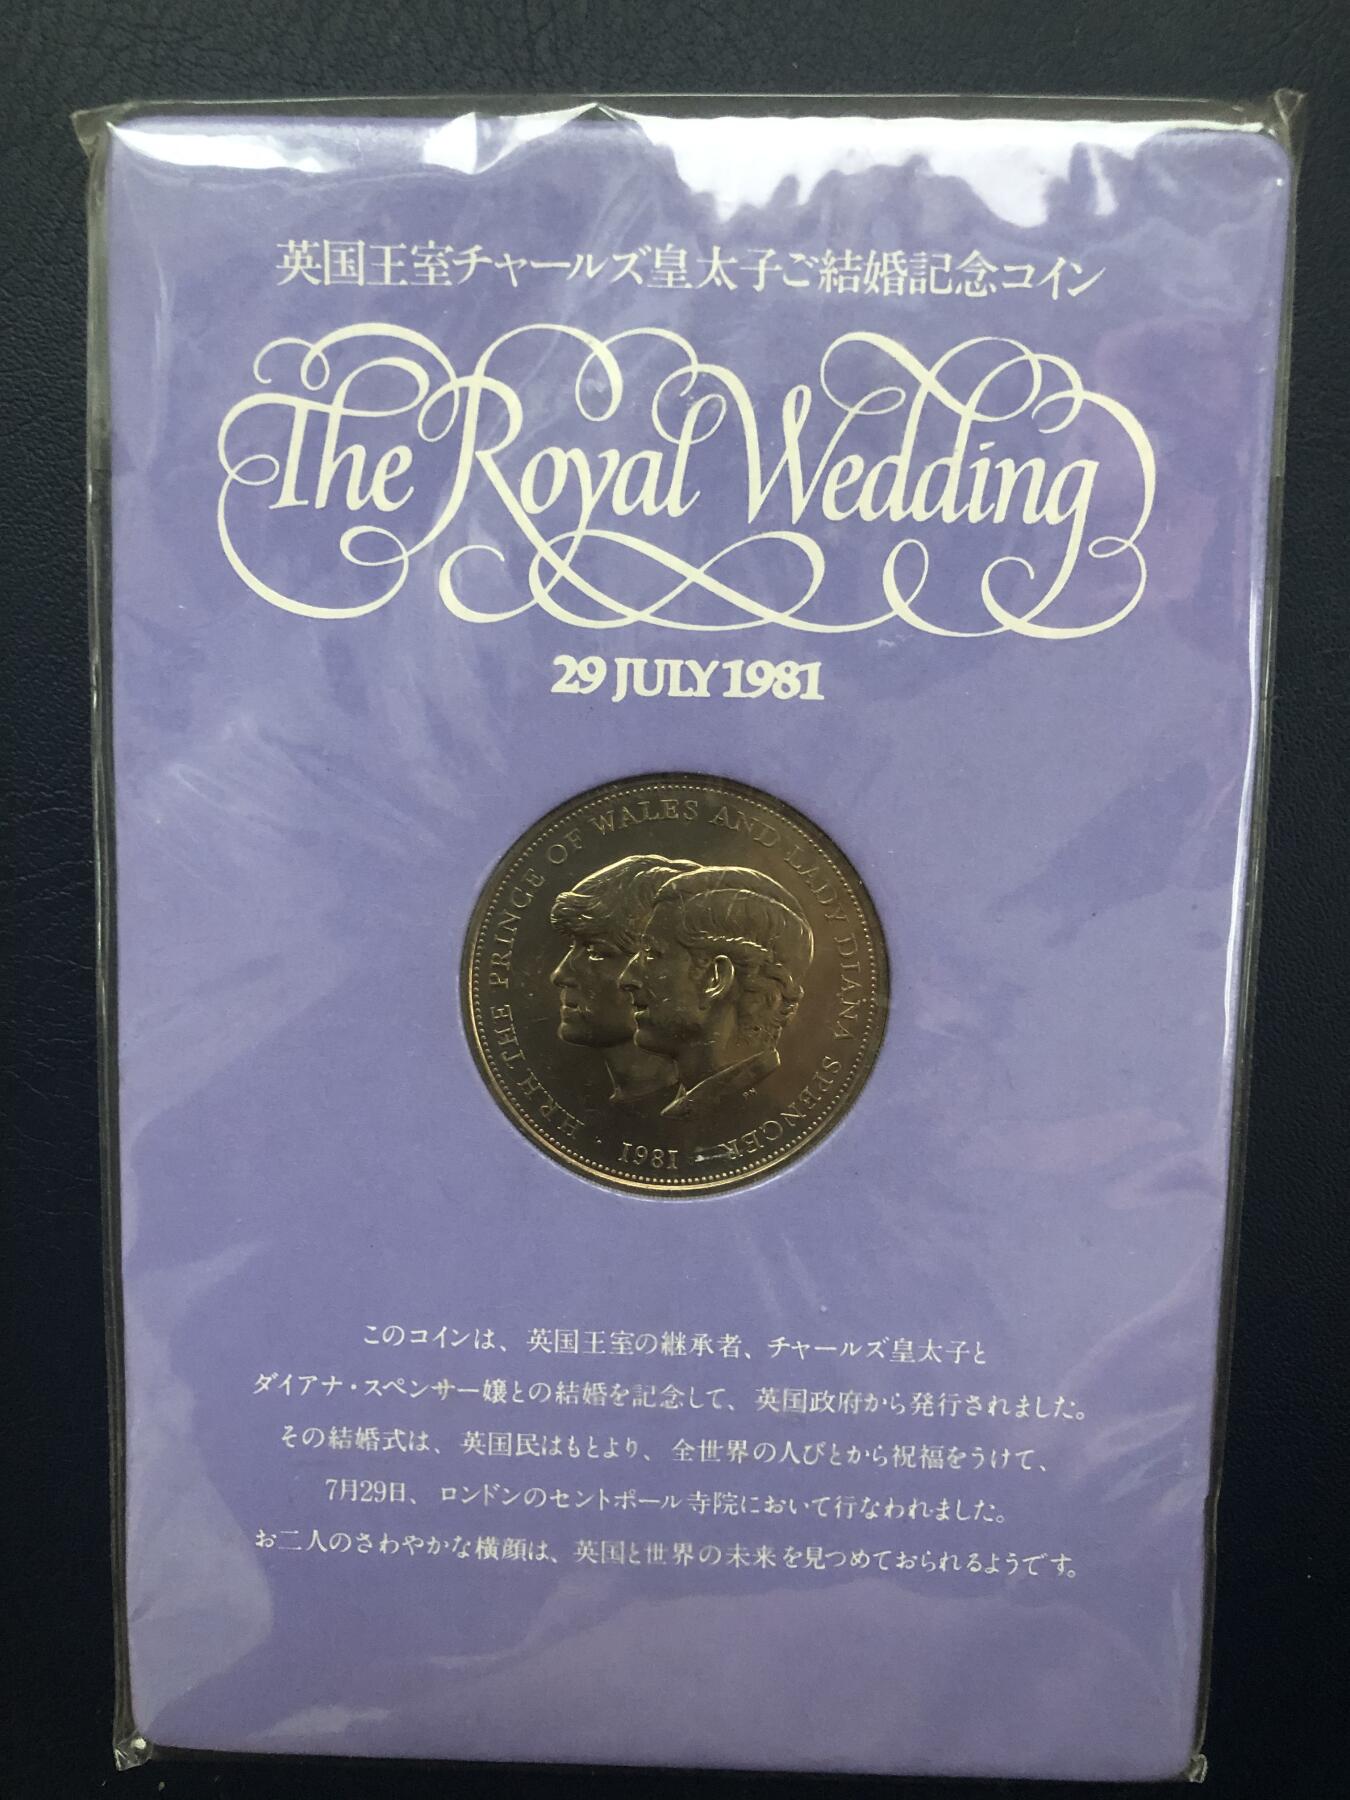 英国王室チャールズ皇太子ご結婚記念コイン
The Royal Wedding
29 JULY 1981
H.R.H. THE PRINCE OF WALES AND LADY DIANA SPENCER
· 1981 ·
PN
このコインは、英国王室の継承者、チャールズ皇太子と
ダイアナ・スペンサー嬢との結婚を記念して、英国政府から発行されました。
その結婚式は、英国民はもとより、全世界の人びとから祝福をうけて、
7月29日、ロンドンのセントポール寺院において行なわれました。
お二人のさわやかな横顔は、英国と世界の未来を見つめておられるようです。